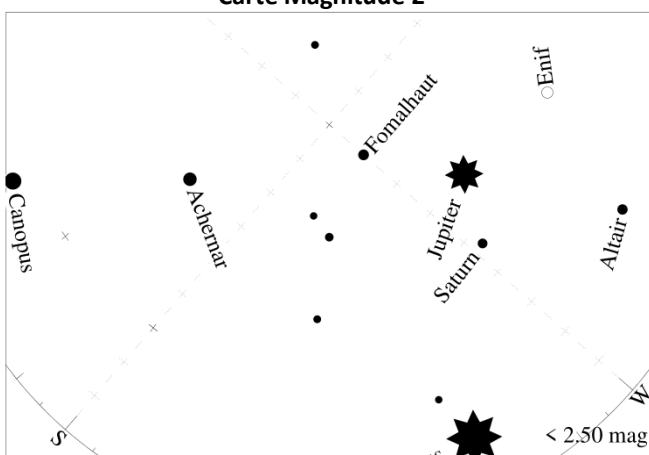 Carte Magnitude 2
Enif
Fomalhaut
Canopus
Achernar
Jupiter
Saturn
Altair
S
W
< 2.50 mag